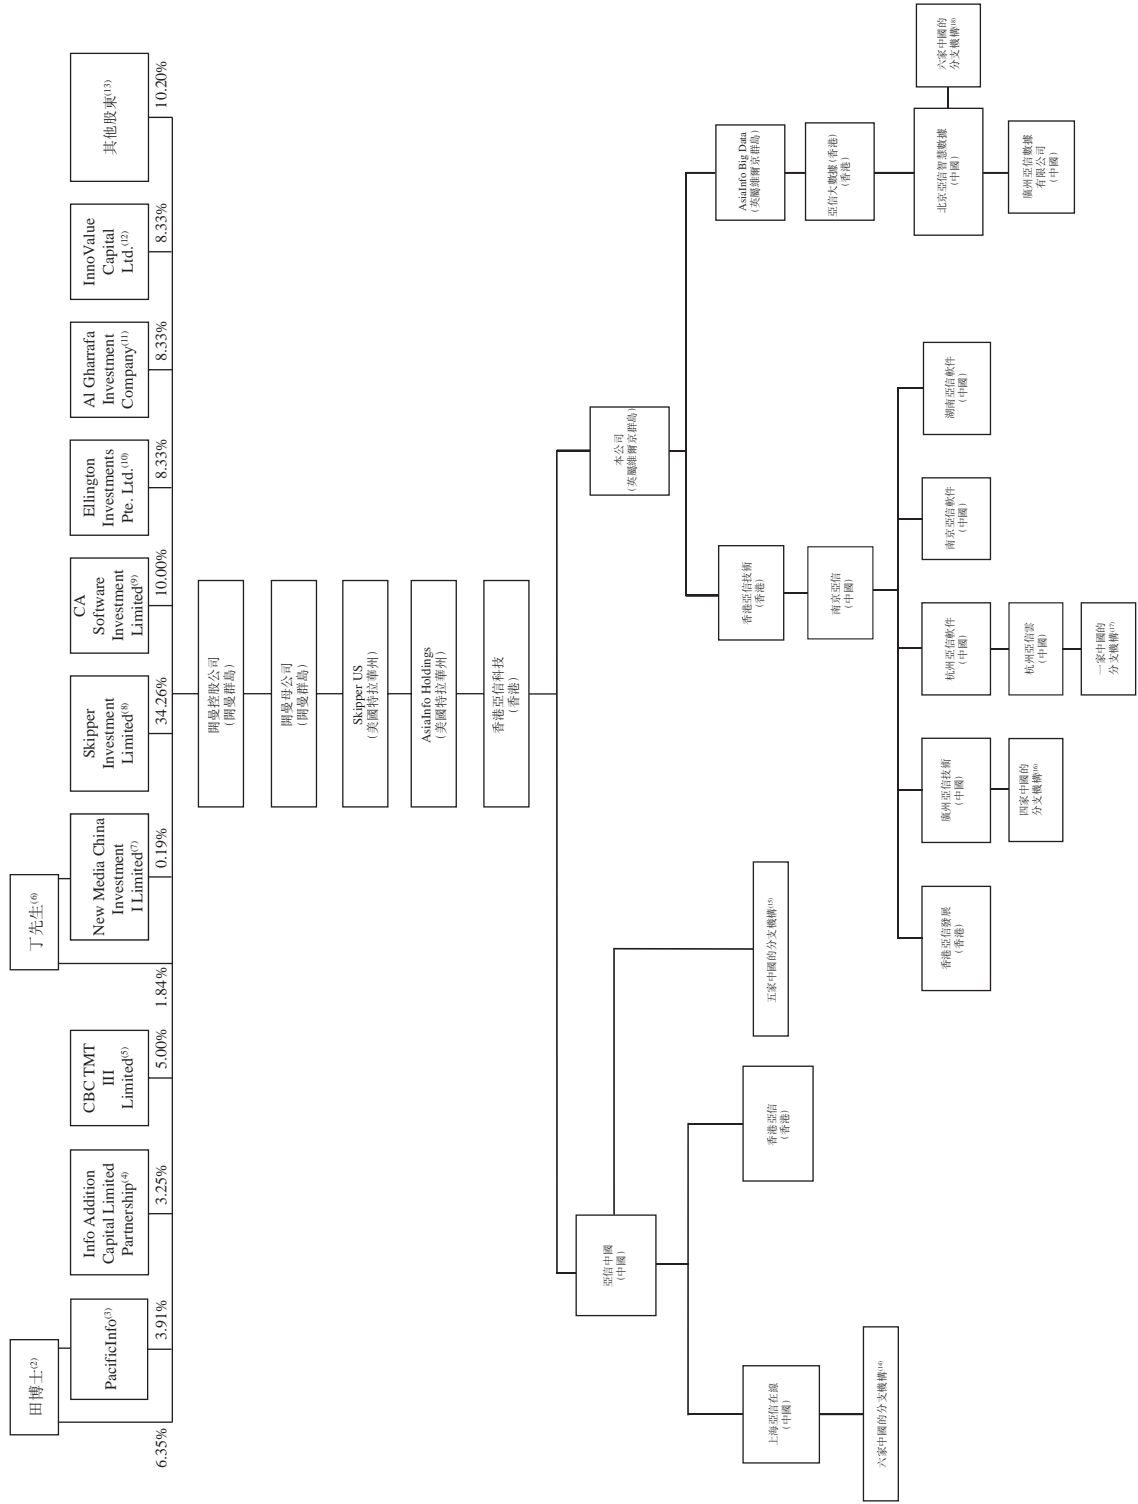 田博士(2)
丁先生(6)
PacificInfo(3)
Info Addition
Capital Limited
Partnership(4)
CBC TMT
III
Limited(5)
New Media China
Investment
I Limited(7)
Skipper
Investment
Limited(8)
CA
Software
Investment
Limited(9)
Ellington
Investments
Pte. Ltd.(10)
Al Gharrafa
Investment
Company(11)
InnoValue
Capital
Ltd.(12)
其他股東(13)
6.35%
3.91%
3.25%
5.00%
1.84%
0.19%
34.26%
10.00%
8.33%
8.33%
8.33%
10.20%
開曼控股公司
(開曼群島)
開曼母公司
(開曼群島)
Skipper US
(美國特拉華州)
AsiaInfo Holdings
(美國特拉華州)
香港亞信科技
(香港)
亞信中國
(中國)
本公司
(英屬維爾京群島)
上海亞信在線
(中國)
香港亞信
(香港)
五家中國的分支機構(15)
六家中國的分支機構(14)
香港亞信技術
(香港)
AsiaInfo Big Data
(英屬維爾京群島)
南京亞信
(中國)
亞信大數據(香港)
(香港)
香港亞信發展
(香港)
廣州亞信技術
(中國)
杭州亞信軟件
(中國)
南京亞信軟件
(中國)
湖南亞信軟件
(中國)
北京亞信智慧數據
(中國)
六家中國的
分支機構(18)
四家中國的
分支機構(16)
杭州亞信雲
(中國)
廣州亞信數據
有限公司
(中國)
一家中國的
分支機構(17)